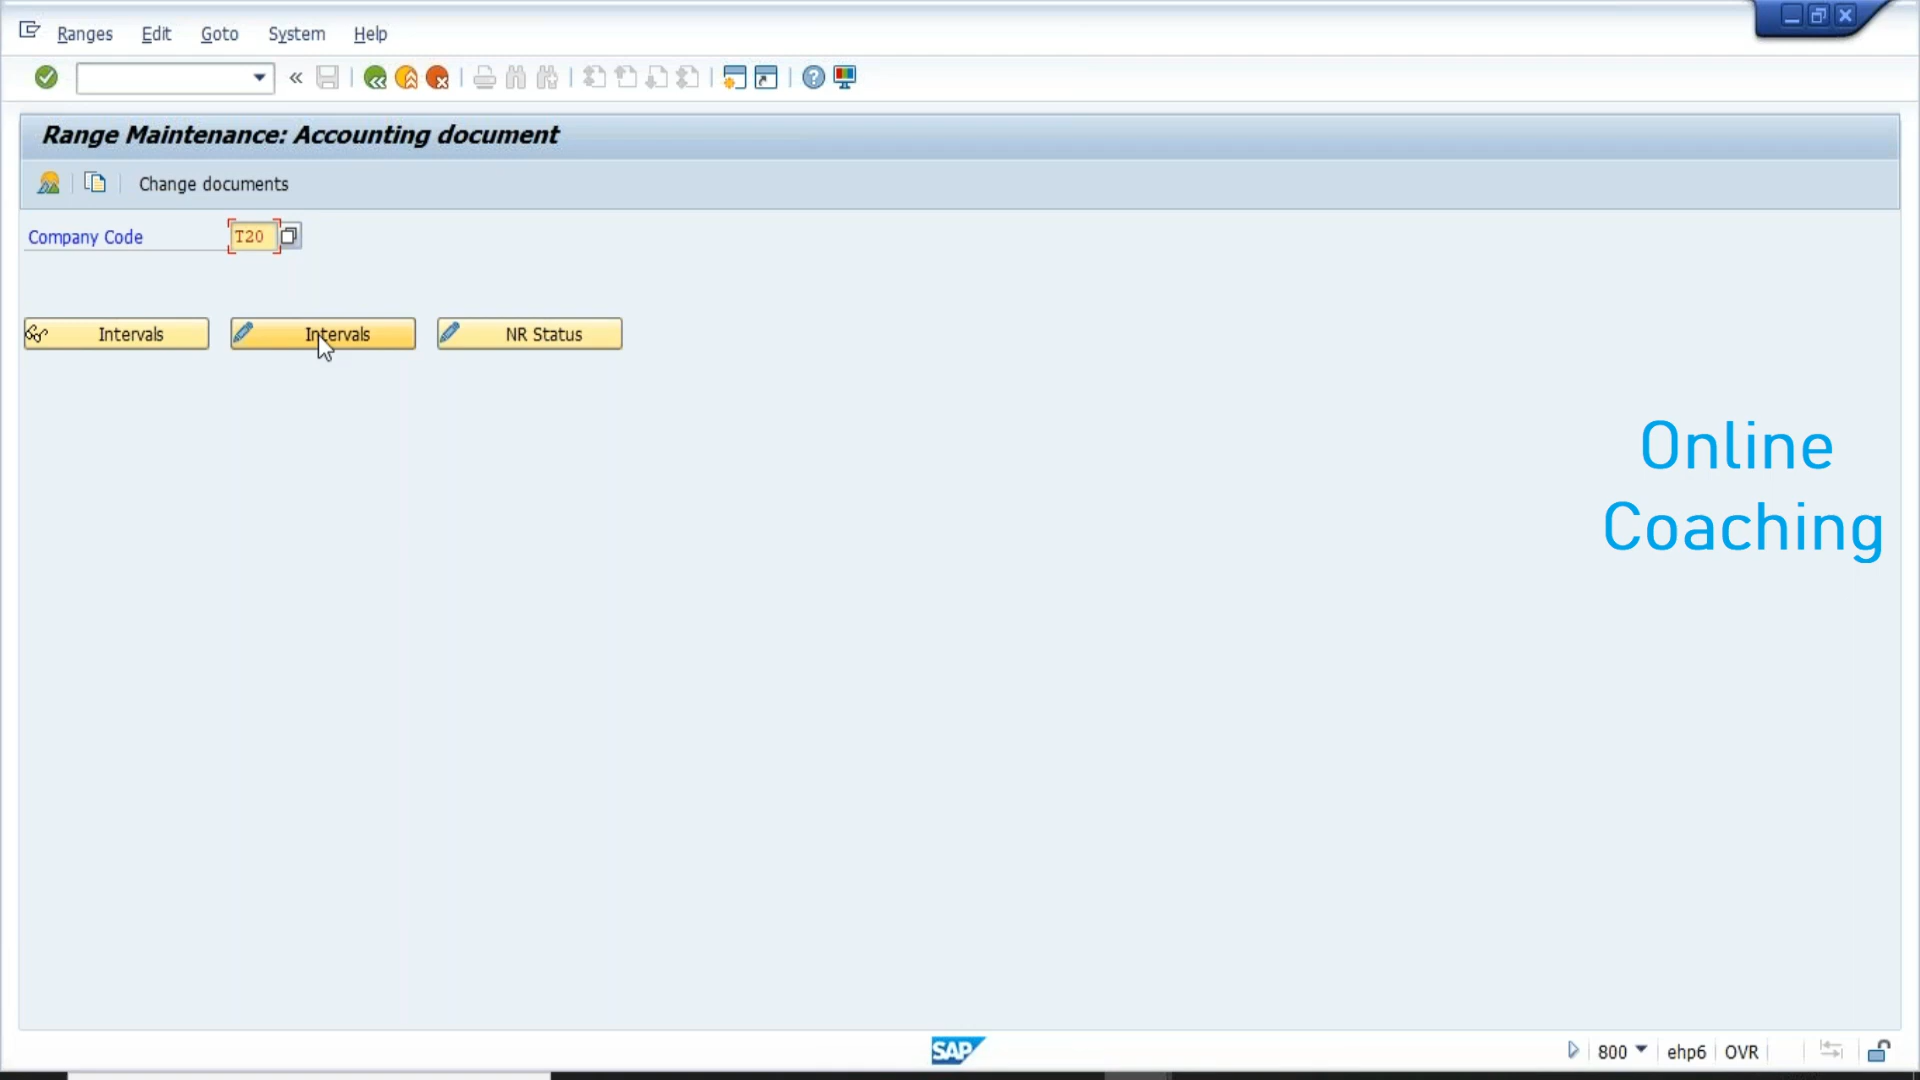 Ranges Edit Goto System Help
Range Maintenance: Accounting document
Change documents
Company Code T20
Intervals Intervals NR Status
Online
Coaching
SAP
800 ehp6 OVR